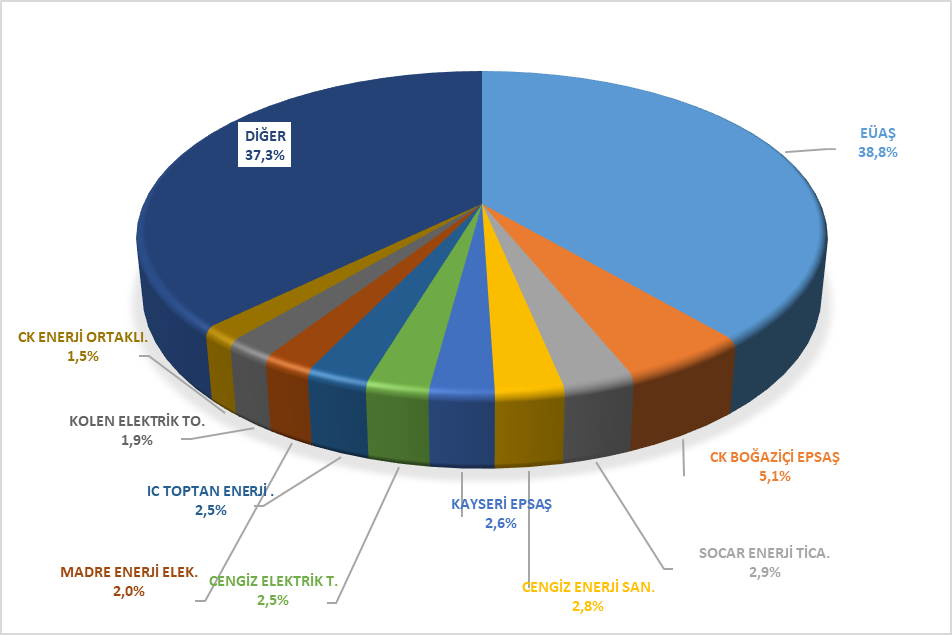 DİĞER
37,3%
EÜAŞ
38,8%
CK ENERJİ ORTAKLI.
1,5%
KOLEN ELEKTRİK TO.
1,9%
CK BOĞAZİÇİ EPSAŞ
5,1%
IC TOPTAN ENERJİ .
2,5%
KAYSERİ EPSAŞ
2,6%
SOCAR ENERJİ TİCA.
2,9%
MADRE ENERJİ ELEK.
2,0%
CENGİZ ELEKTRİK T.
2,5%
CENGİZ ENERJİ SAN.
2,8%